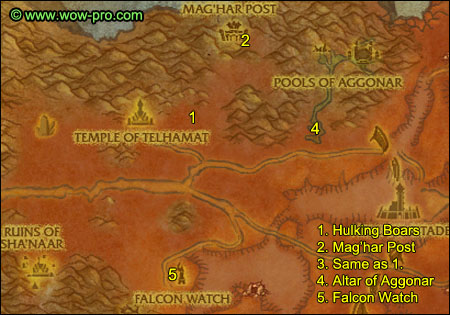 © www.wow-pro.com
MAG'HAR POST
2
POOLS OF AGGONAR
1
TEMPLE OF TELHAMAT
4
RUINS OF
SHA'NAAR
TADE
1. Hulking Boars
2. Mag'har Post
3. Same as 1.
4. Altar of Aggonar
5. Falcon Watch
5
FALCON WATCH